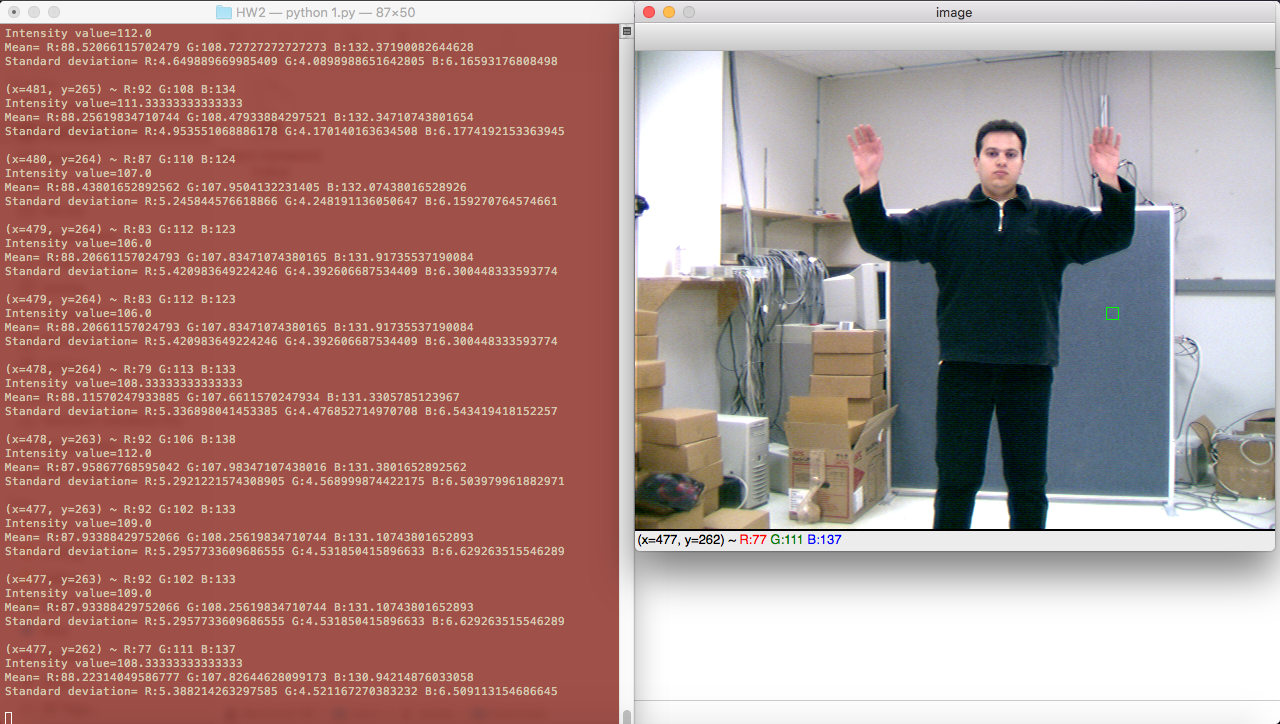 HW2 — python 1.py — 87×50
Intensity value=112.0
Mean= R:88.52066115702479 G:108.72727272727273 B:132.37190082644628
Standard deviation= R:4.649889669985409 G:4.0898988651642805 B:6.16593176808498
(x=481, y=265) ~ R:92 G:108 B:134
Intensity value=111.33333333333333
Mean= R:88.25619834710744 G:108.47933884297521 B:132.34710743801654
Standard deviation= R:4.953551068886178 G:4.170140163634508 B:6.1774192153363945
(x=480, y=264) ~ R:87 G:110 B:124
Intensity value=107.0
Mean= R:88.43801652892562 G:107.9504132231405 B:132.07438016528926
Standard deviation= R:5.245844576618866 G:4.248191136050647 B:6.159270764574661
(x=479, y=264) ~ R:83 G:112 B:123
Intensity value=106.0
Mean= R:88.20661157024793 G:107.83471074380165 B:131.91735537190084
Standard deviation= R:5.420983649224246 G:4.392606687534409 B:6.300448333593774
(x=479, y=264) ~ R:83 G:112 B:123
Intensity value=106.0
Mean= R:88.20661157024793 G:107.83471074380165 B:131.91735537190084
Standard deviation= R:5.420983649224246 G:4.392606687534409 B:6.300448333593774
(x=478, y=264) ~ R:79 G:113 B:133
Intensity value=108.33333333333333
Mean= R:88.11570247933885 G:107.6611570247934 B:131.3305785123967
Standard deviation= R:5.336898041453385 G:4.476852714970708 B:6.543419418152257
(x=478, y=263) ~ R:92 G:106 B:138
Intensity value=112.0
Mean= R:87.95867768595042 G:107.98347107438016 B:131.3801652892562
Standard deviation= R:5.2921221574308905 G:4.568999874422175 B:6.503979961882971
(x=477, y=263) ~ R:92 G:102 B:133
Intensity value=109.0
Mean= R:87.93388429752066 G:108.25619834710744 B:131.10743801652893
Standard deviation= R:5.2957733609686555 G:4.531850415896633 B:6.629263515546289
(x=477, y=263) ~ R:92 G:102 B:133
Intensity value=109.0
Mean= R:87.93388429752066 G:108.25619834710744 B:131.10743801652893
Standard deviation= R:5.2957733609686555 G:4.531850415896633 B:6.629263515546289
(x=477, y=262) ~ R:77 G:111 B:137
Intensity value=108.33333333333333
Mean= R:88.22314049586777 G:107.82644628099173 B:130.94214876033058
Standard deviation= R:5.388214263297585 G:4.521167270383232 B:6.509113154686645
image
(x=477, y=262) ~ R:77 G:111 B:137